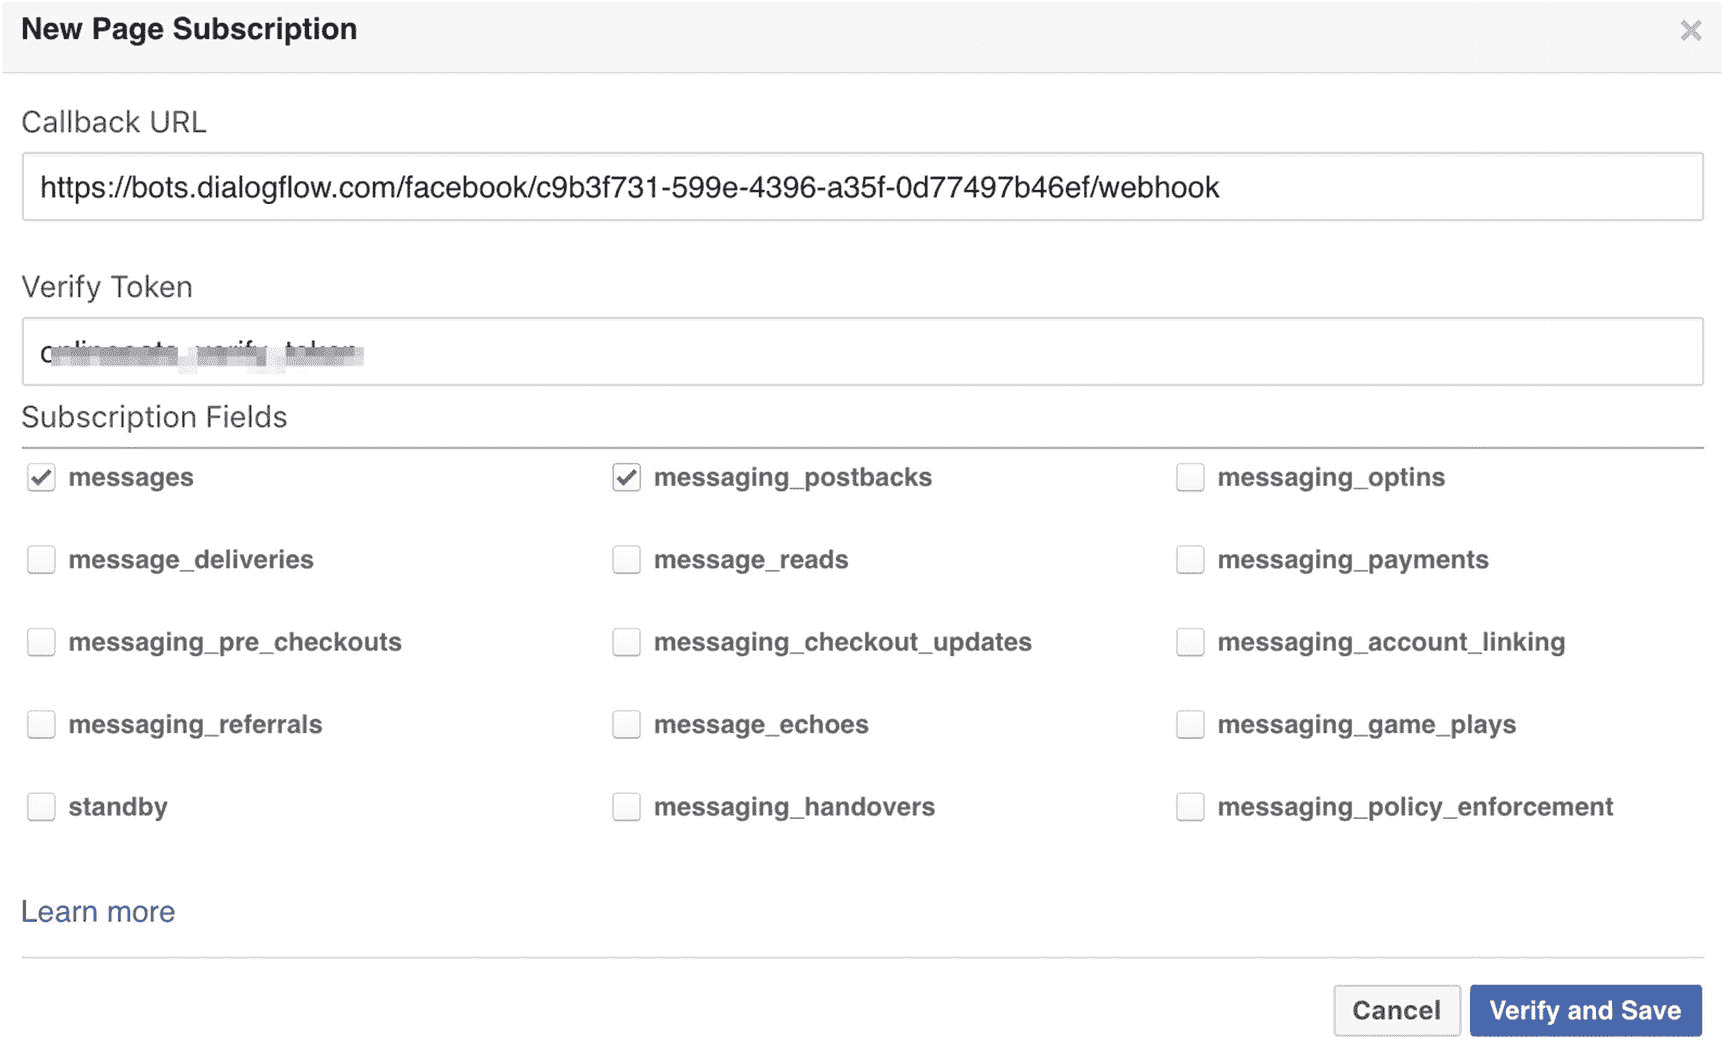 New Page Subscription
Callback URL
https://bots.dialogflow.com/facebook/c9b3f731-599e-4396-a35f-0d77497b46ef/webhook
Verify Token
Subscription Fields
messages messaging_postbacks messaging_optins
message_deliveries message_reads messaging_payments
messaging_pre_checkouts messaging_checkout_updates messaging_account_linking
messaging_referrals message_echoes messaging_game_plays
standby messaging_handovers messaging_policy_enforcement
Learn more
Cancel Verify and Save